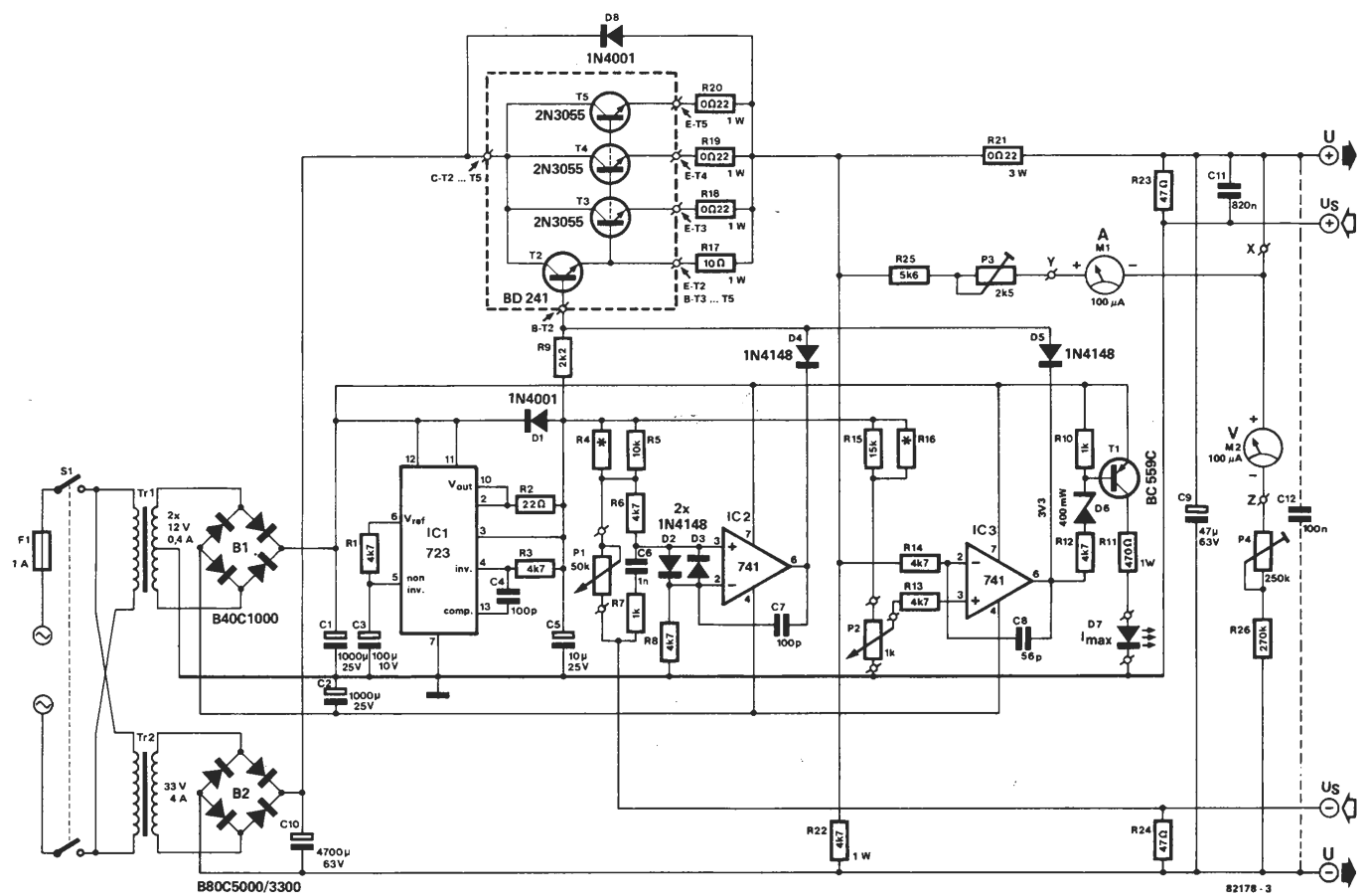 D8
1N4001
T5
2N3055
R20
0Ω22
1 W
E-T5
T4
2N3055
R19
0Ω22
1 W
E-T4
C-T2 ... T5
T3
2N3055
R18
0Ω22
1 W
E-T3
T2
R17
10Ω
1 W
BD 241
E-T2
B-T3 ... T5
B-T2
R21
0Ω22
3 W
R23
47Ω
C11
820n
U
+
US
+
R25
5k6
P3
2k5
Y
A
M1
+
−
100 µA
X
R9
2k2
D4
1N4148
D5
1N4148
1N4001
D1
R4
*
R5
10k
R15
15k
R16
*
R10
1k
T1
BC 559C
V
M2
100 µA
+
−
Z
S1
F1
1 A
Tr1
2x
12 V
0,4 A
B1
B40C1000
12
11
10
Vout
2
R2
22Ω
6
Vref
3
IC1
723
R1
4k7
5
non
inv.
inv.
4
R3
4k7
C4
100p
comp.
13
7
R6
4k7
2x
1N4148
D2
D3
IC2
741
3
+
2
−
7
6
4
P1
50k
C6
1n
R7
1k
R8
4k7
C7
100p
R14
4k7
R13
4k7
IC3
741
2
−
3
+
7
6
4
P2
1k
C8
56p
3V3
400mW
D6
R12
4k7
R11
470Ω
1W
D7
Imax
C9
47µ
63V
C12
100n
P4
250k
R26
270k
C1
1000µ
25V
C3
100µ
10V
C5
10µ
25V
C2
1000µ
25V
Tr2
33 V
4 A
B2
C10
4700µ
63V
B80C5000/3300
R22
4k7
1 W
R24
47Ω
US
−
U
−
82178 - 3